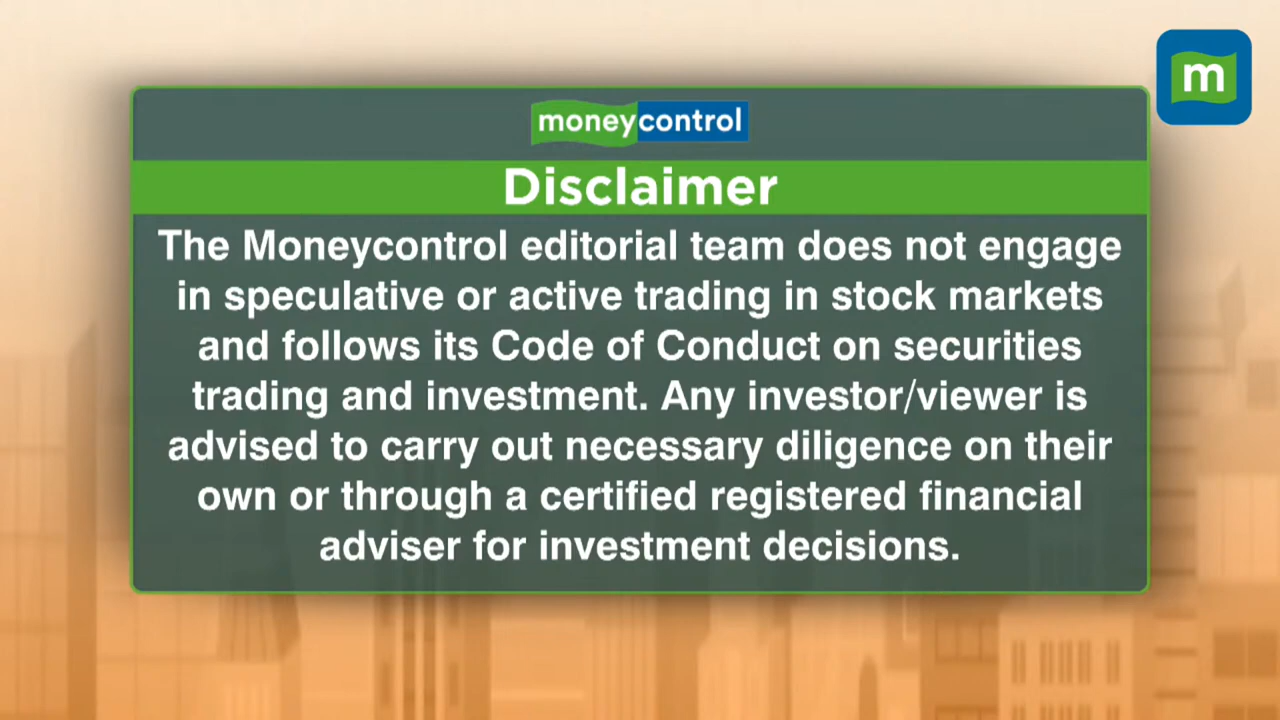 m
moneycontrol
Disclaimer
The Moneycontrol editorial team does not engage
in speculative or active trading in stock markets
and follows its Code of Conduct on securities
trading and investment. Any investor/viewer is
advised to carry out necessary diligence on their
own or through a certified registered financial
adviser for investment decisions.